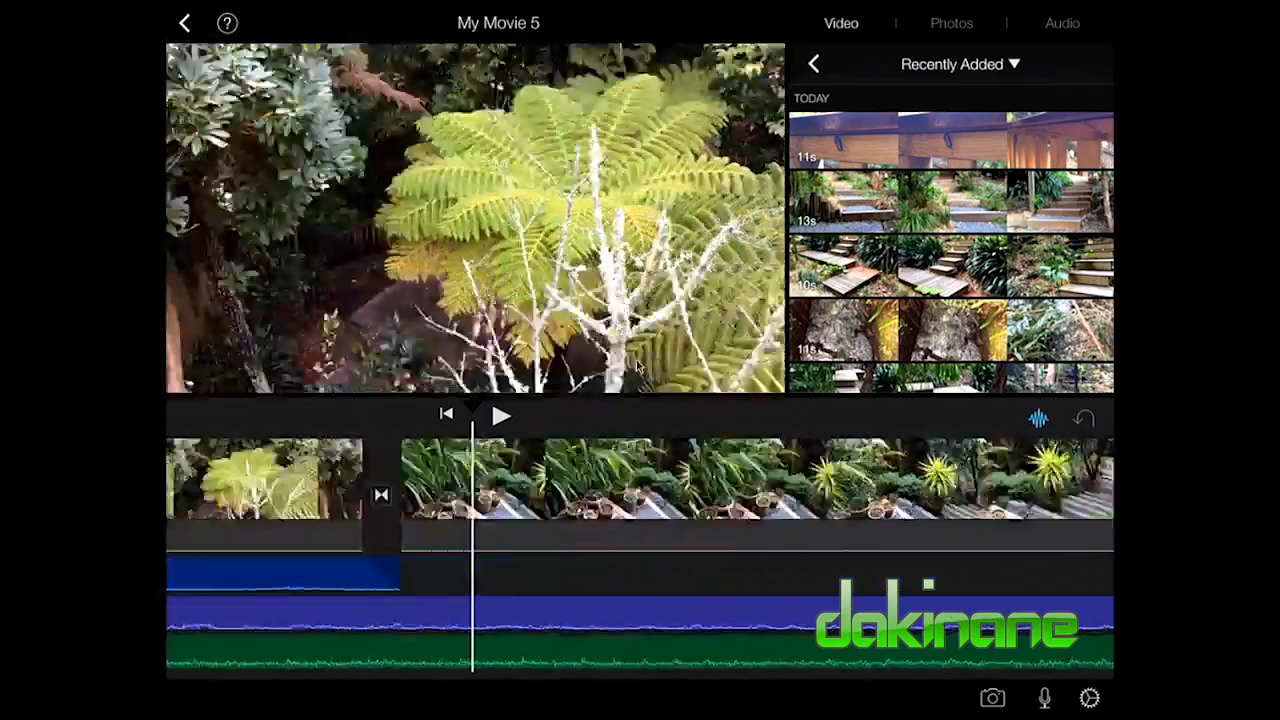 My Movie 5
Video | Photos | Audio
Recently Added
TODAY
11s
13s
10s
11s
dakinane